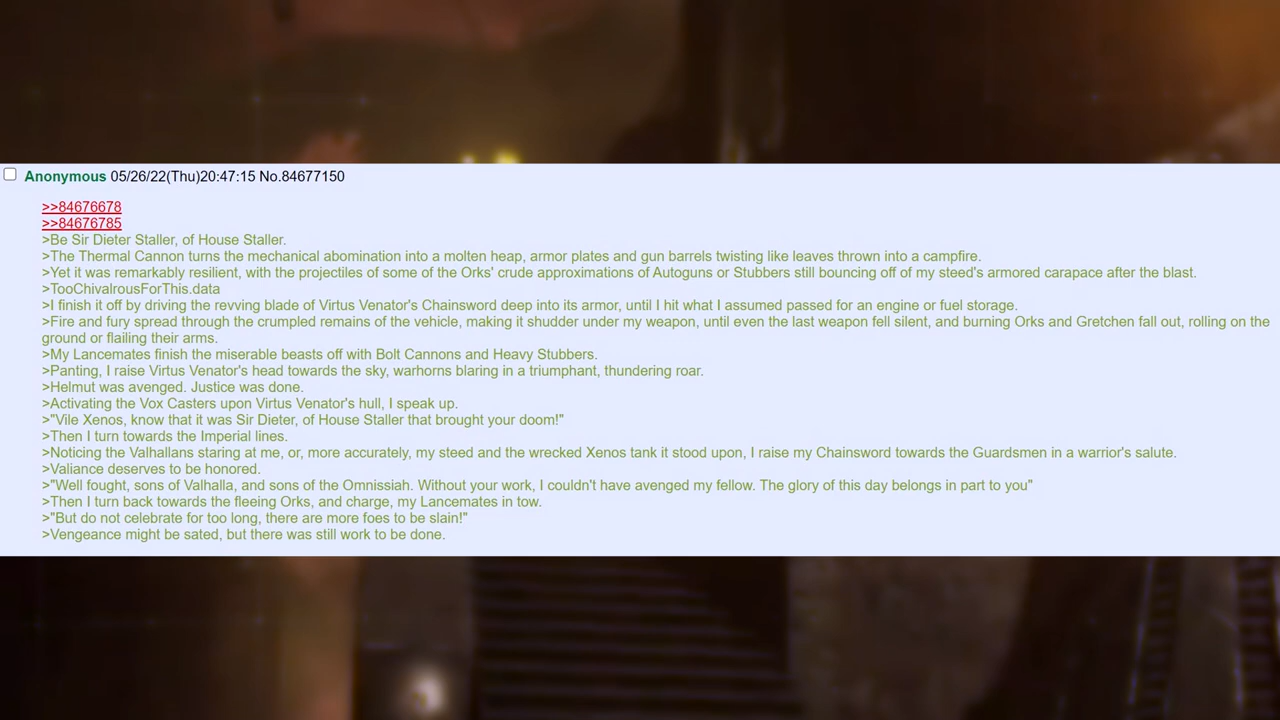 Anonymous 05/26/22(Thu)20:47:15 No.84677150
>>84676678
>>84676785
>Be Sir Dieter Staller, of House Staller.
>The Thermal Cannon turns the mechanical abomination into a molten heap, armor plates and gun barrels twisting like leaves thrown into a campfire.
>Yet it was remarkably resilient, with the projectiles of some of the Orks' crude approximations of Autoguns or Stubbers still bouncing off of my steed's armored carapace after the blast.
>TooChivalrousForThis.data
>I finish it off by driving the revving blade of Virtus Venator's Chainsword deep into its armor, until I hit what I assumed passed for an engine or fuel storage.
>Fire and fury spread through the crumpled remains of the vehicle, making it shudder under my weapon, until even the last weapon fell silent, and burning Orks and Gretchen fall out, rolling on the
ground or flailing their arms.
>My Lancemates finish the miserable beasts off with Bolt Cannons and Heavy Stubbers.
>Panting, I raise Virtus Venator's head towards the sky, warhorns blaring in a triumphant, thundering roar.
>Helmut was avenged. Justice was done.
>Activating the Vox Casters upon Virtus Venator's hull, I speak up.
>"Vile Xenos, know that it was Sir Dieter, of House Staller that brought your doom!"
>Then I turn towards the Imperial lines.
>Noticing the Valhallans staring at me, or, more accurately, my steed and the wrecked Xenos tank it stood upon, I raise my Chainsword towards the Guardsmen in a warrior's salute.
>Valiance deserves to be honored.
>"Well fought, sons of Valhalla, and sons of the Omnissiah. Without your work, I couldn't have avenged my fellow. The glory of this day belongs in part to you"
>Then I turn back towards the fleeing Orks, and charge, my Lancemates in tow.
>"But do not celebrate for too long, there are more foes to be slain!"
>Vengeance might be sated, but there was still work to be done.